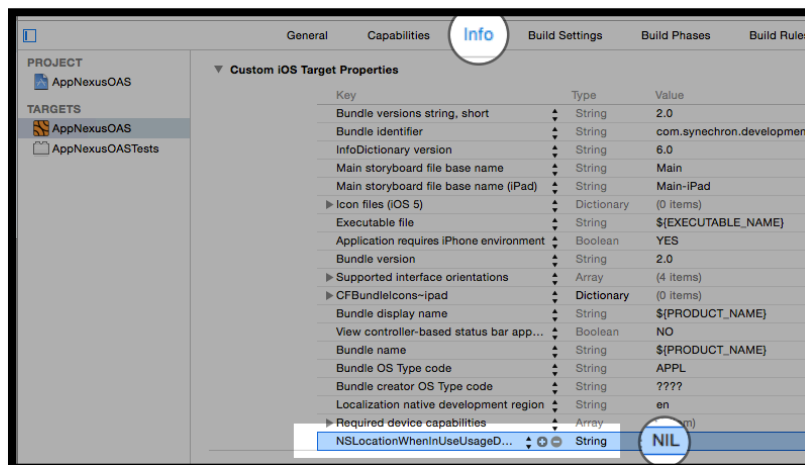 General Capabilities Info Build Settings Build Phases Build Rules
PROJECT
AppNexusOAS
TARGETS
AppNexusOAS
AppNexusOASTests
Custom iOS Target Properties
Key Type Value
Bundle versions string, short String 2.0
Bundle identifier String com.synechron.developmen
InfoDictionary version String 6.0
Main storyboard file base name String Main
Main storyboard file base name (iPad) String Main-iPad
Icon files (iOS 5) Dictionary (0 items)
Executable file String ${EXECUTABLE_NAME}
Application requires iPhone environment Boolean YES
Bundle version String 2.0
Supported interface orientations Array (4 items)
CFBundleIcons~ipad Dictionary (0 items)
Bundle display name String ${PRODUCT_NAME}
View controller-based status bar app... Boolean NO
Bundle name String ${PRODUCT_NAME}
Bundle OS Type code String APPL
Bundle creator OS Type code String ????
Localization native development region String en
Required device capabilities Array
NSLocationWhenInUseUsageD... String NIL